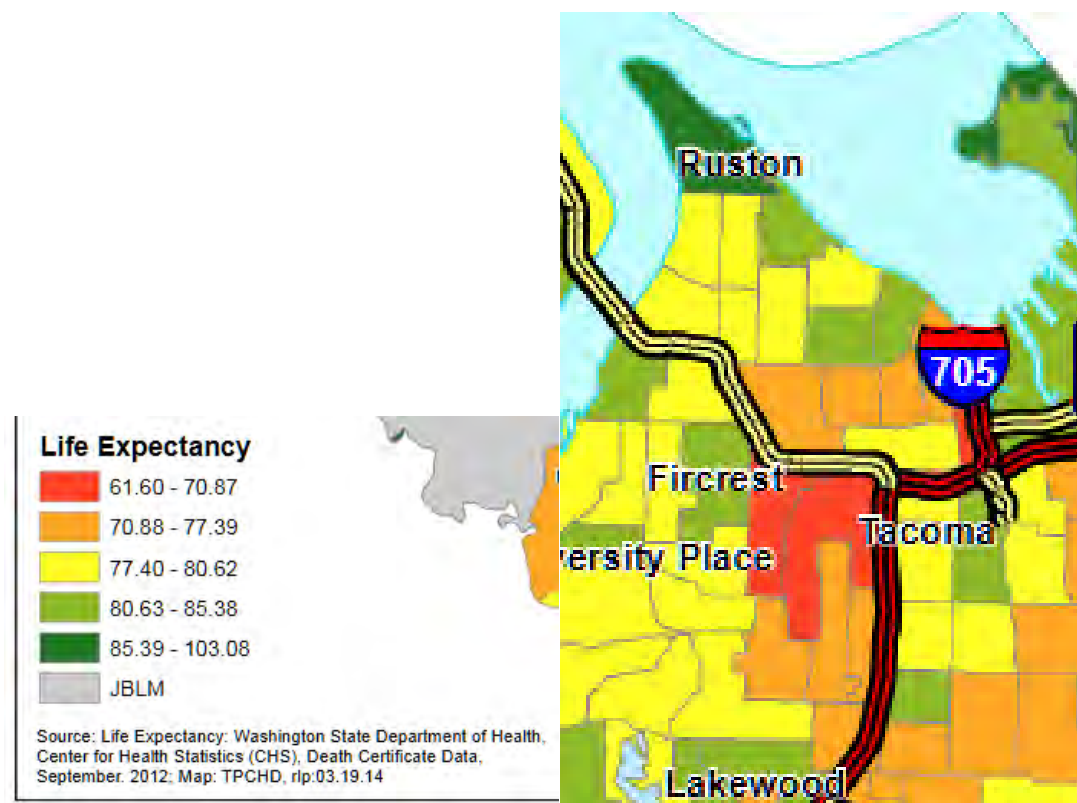 Life Expectancy
61.60 - 70.87
70.88 - 77.39
77.40 - 80.62
80.63 - 85.38
85.39 - 103.08
JBLM
Source: Life Expectancy: Washington State Department of Health,
Center for Health Statistics (CHS), Death Certificate Data,
September. 2012; Map: TPCHD, rlp:03.19.14
Ruston
705
Fircrest
Tacoma
versity Place
Lakewood